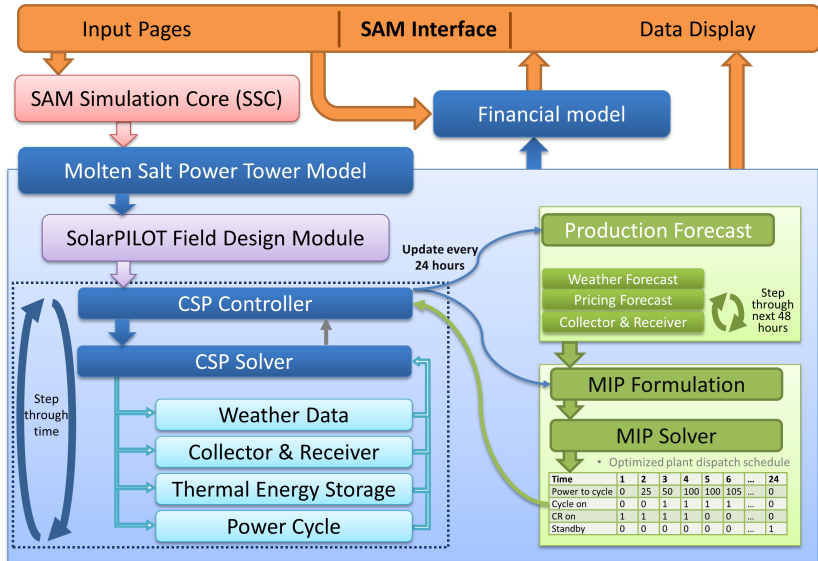 Input Pages
SAM Interface
Data Display
SAM Simulation Core (SSC)
Financial model
Molten Salt Power Tower Model
SolarPILOT Field Design Module
Update every
24 hours
Production Forecast
Weather Forecast
Pricing Forecast
Collector & Receiver
Step
through
next 48
hours
CSP Controller
CSP Solver
Step
through
time
Weather Data
Collector & Receiver
Thermal Energy Storage
Power Cycle
MIP Formulation
MIP Solver
• Optimized plant dispatch schedule
Time 1 2 3 4 5 6 ... 24
Power to cycle 0 25 50 100 100 105 ... 0
Cycle on 0 0 1 1 1 1 ... 0
CR on 1 1 1 1 0 0 ... 0
Standby 0 0 0 0 0 0 ... 1